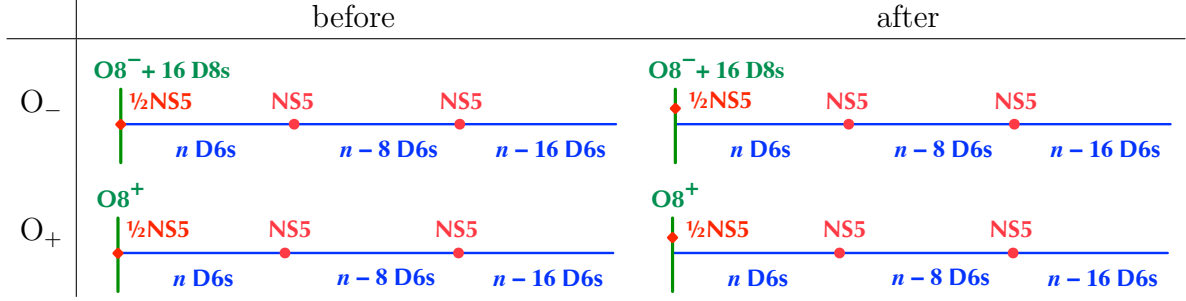 before after
O8⁻+ 16 D8s O8⁻+ 16 D8s
O₋ ½NS5 NS5 NS5 ½NS5 NS5 NS5
n D6s n − 8 D6s n − 16 D6s n D6s n − 8 D6s n − 16 D6s
O8⁺ O8⁺
O₊ ½NS5 NS5 NS5 ½NS5 NS5 NS5
n D6s n − 8 D6s n − 16 D6s n D6s n − 8 D6s n − 16 D6s